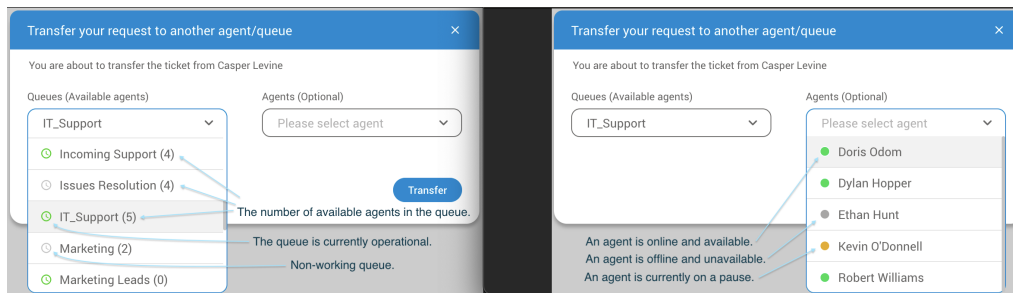 Transfer your request to another agent/queue
You are about to transfer the ticket from Casper Levine
Queues (Available agents)
Agents (Optional)
IT_Support
Please select agent
Incoming Support (4)
Issues Resolution (4)
IT_Support (5)
Marketing (2)
Marketing Leads (0)
Transfer
The number of available agents in the queue.
The queue is currently operational.
Non-working queue.
Transfer your request to another agent/queue
You are about to transfer the ticket from Casper Levine
Queues (Available agents)
Agents (Optional)
IT_Support
Please select agent
Doris Odom
Dylan Hopper
Ethan Hunt
Kevin O'Donnell
Robert Williams
An agent is online and available.
An agent is offline and unavailable.
An agent is currently on a pause.